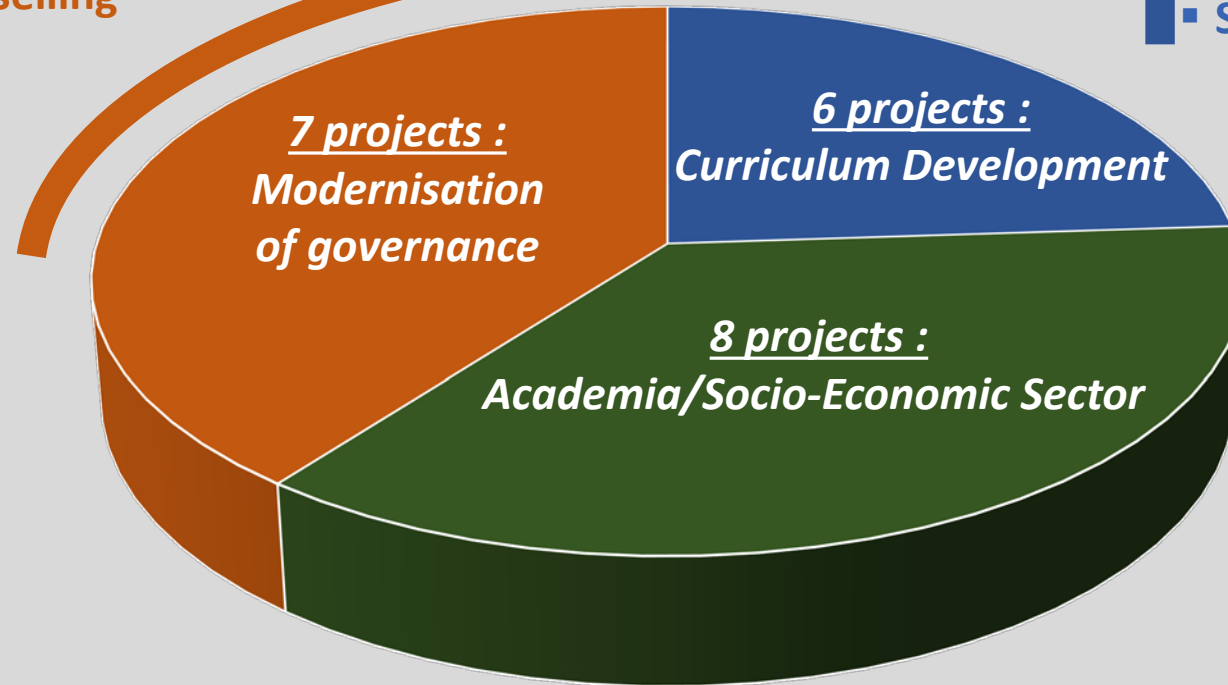 7 projects :
Modernisation
of governance
6 projects :
Curriculum Development
8 projects :
Academia/Socio-Economic Sector